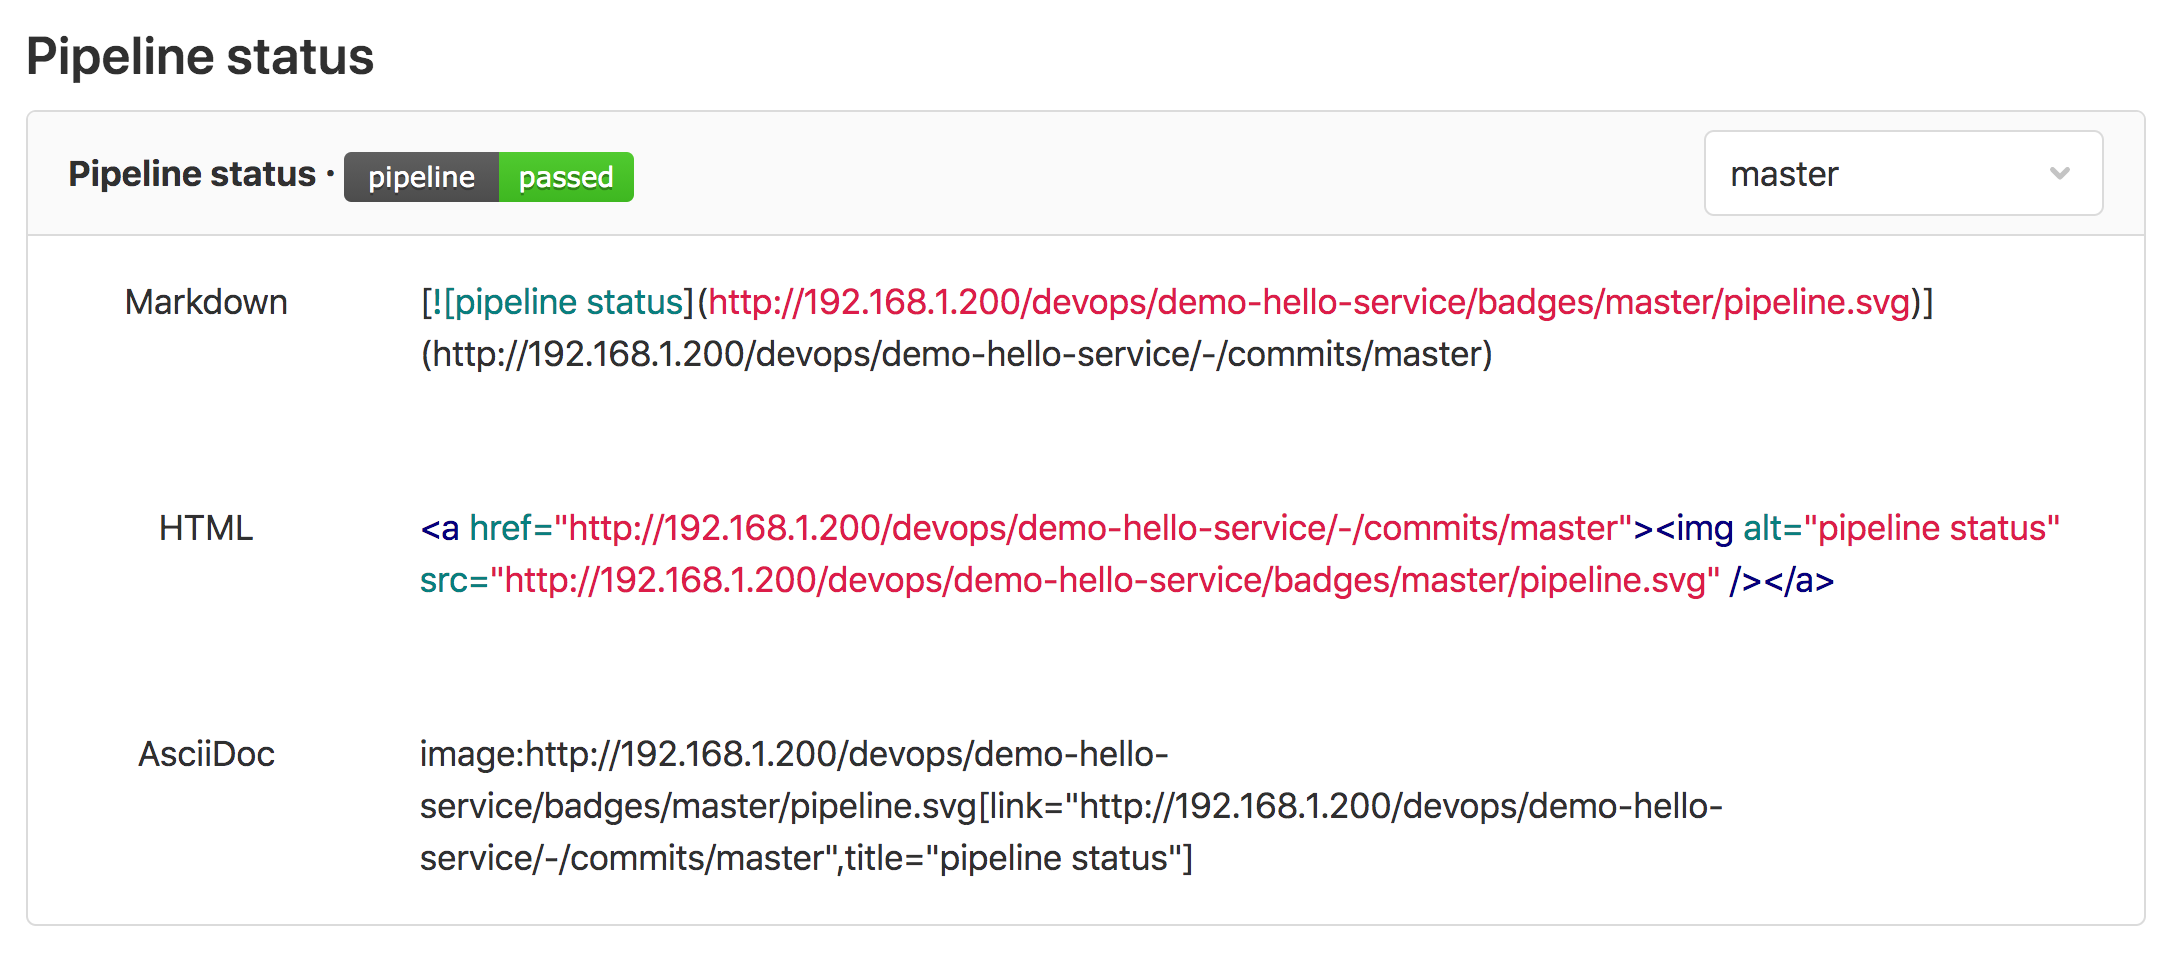 Pipeline status
Pipeline status · pipeline passed master
Markdown [![pipeline status](http://192.168.1.200/devops/demo-hello-service/badges/master/pipeline.svg)]
(http://192.168.1.200/devops/demo-hello-service/-/commits/master)
HTML <a href="http://192.168.1.200/devops/demo-hello-service/-/commits/master"><img alt="pipeline status"
src="http://192.168.1.200/devops/demo-hello-service/badges/master/pipeline.svg" /></a>
AsciiDoc image:http://192.168.1.200/devops/demo-hello-
service/badges/master/pipeline.svg[link="http://192.168.1.200/devops/demo-hello-
service/-/commits/master",title="pipeline status"]